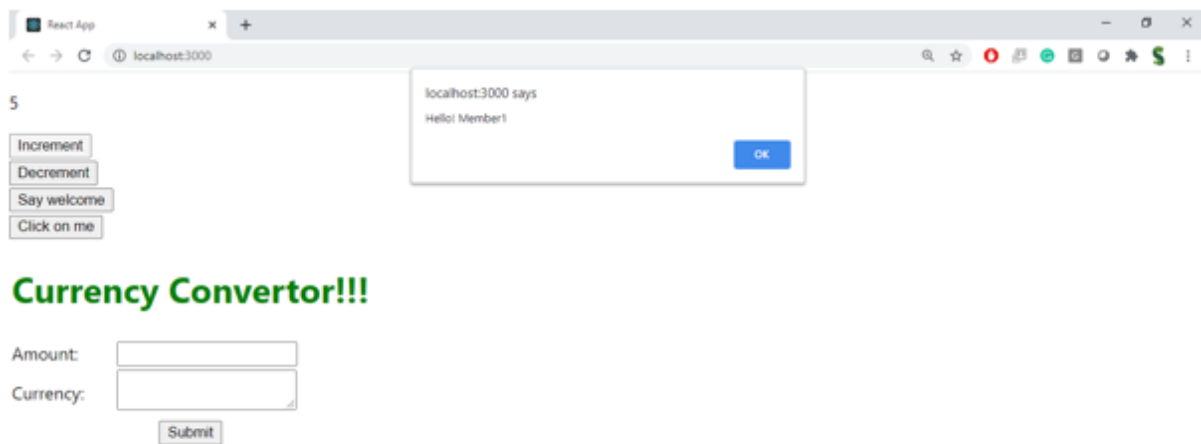 React App
localhost:3000
localhost:3000 says
Hello! Member1
OK
5
Increment
Decrement
Say welcome
Click on me
Currency Convertor!!!
Amount:
Currency:
Submit